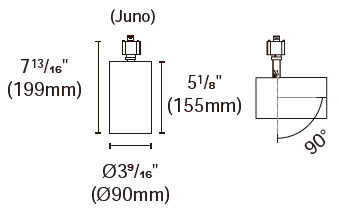 (Juno)
7¹³/₁₆"
(199mm)
5¹/₈"
(155mm)
90°
Ø3⁹/₁₆"
(Ø90mm)